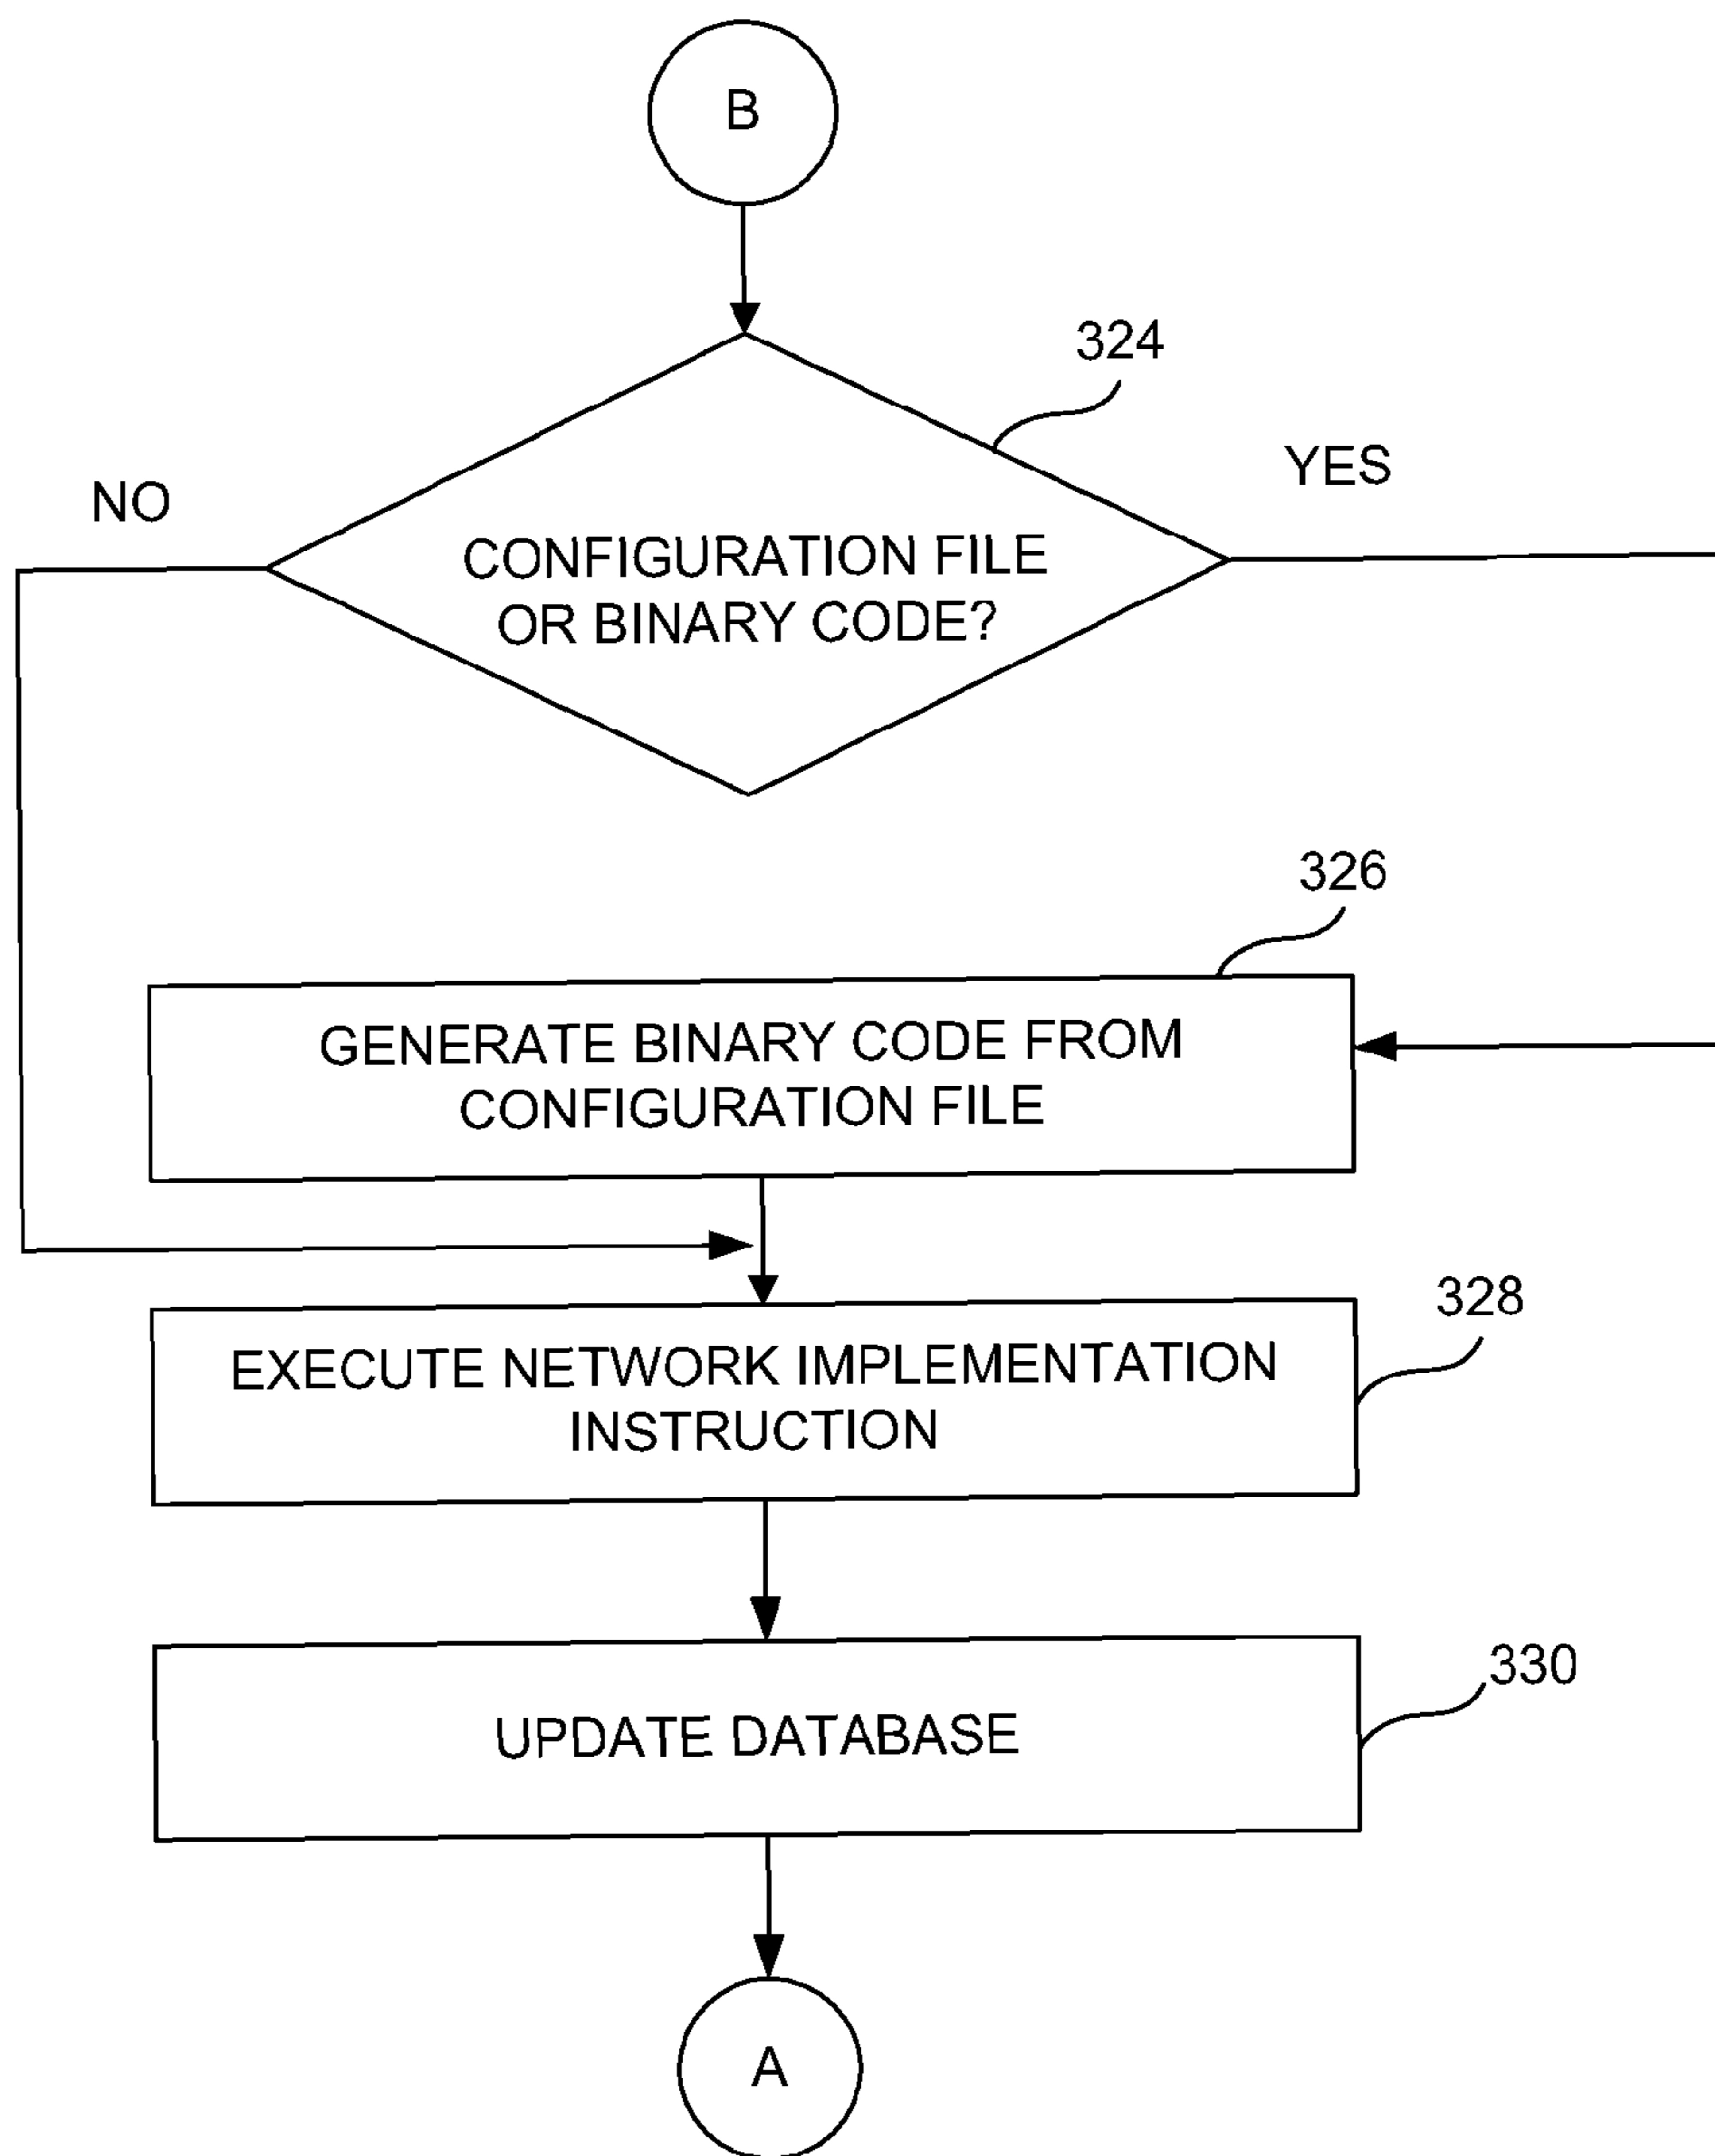 B
324
YES
NO
CONFIGURATION FILE
OR BINARY CODE?
326
GENERATE BINARY CODE FROM
CONFIGURATION FILE
328
EXECUTE NETWORK IMPLEMENTATION
INSTRUCTION
330
UPDATE DATABASE
A